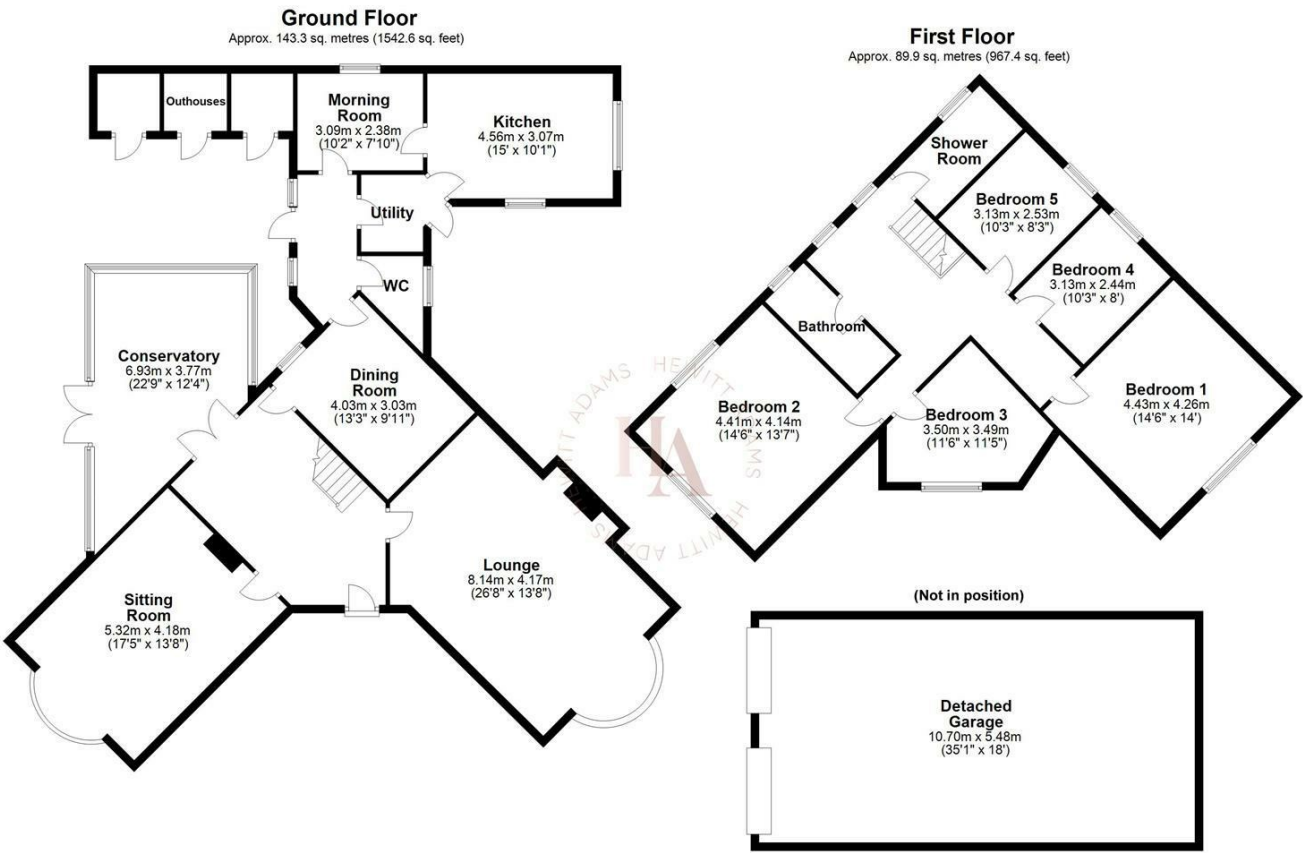 Ground Floor
Approx. 143.3 sq. metres (1542.6 sq. feet)
Outhouses
Morning
Room
3.09m x 2.38m
(10'2" x 7'10")
Kitchen
4.56m x 3.07m
(15' x 10'1")
Utility
WC
Conservatory
6.93m x 3.77m
(22'9" x 12'4")
Dining
Room
4.03m x 3.03m
(13'3" x 9'11")
Lounge
8.14m x 4.17m
(26'8" x 13'8")
Sitting
Room
5.32m x 4.18m
(17'5" x 13'8")
First Floor
Approx. 89.9 sq. metres (967.4 sq. feet)
Shower
Room
Bedroom 5
3.13m x 2.53m
(10'3" x 8'3")
Bedroom 4
3.13m x 2.44m
(10'3" x 8')
Bathroom
Bedroom 1
4.43m x 4.26m
(14'6" x 14')
Bedroom 2
4.41m x 4.14m
(14'6" x 13'7")
Bedroom 3
3.50m x 3.49m
(11'6" x 11'5")
HEWITT ADAMS HEWITT ADAMS HEWITT ADAMS
HA
(Not in position)
Detached
Garage
10.70m x 5.48m
(35'1" x 18')